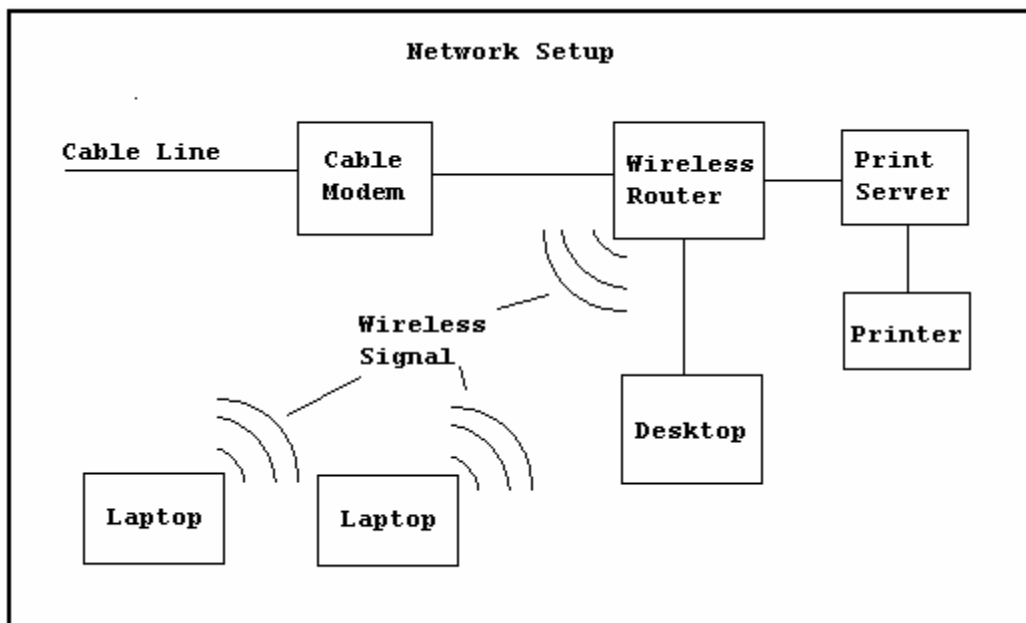 Network Setup
Cable Line
Cable
Modem
Wireless
Router
Print
Server
Wireless
Signal
Printer
Desktop
Laptop
Laptop